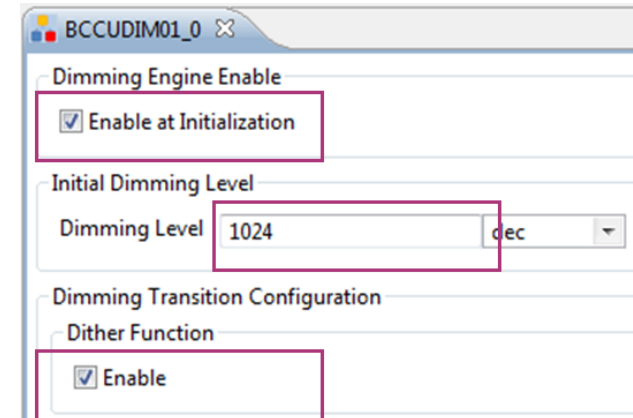 BCCUDIM01_0
Dimming Engine Enable
Enable at Initialization
Initial Dimming Level
Dimming Level 1024 dec
Dimming Transition Configuration
Dither Function
Enable